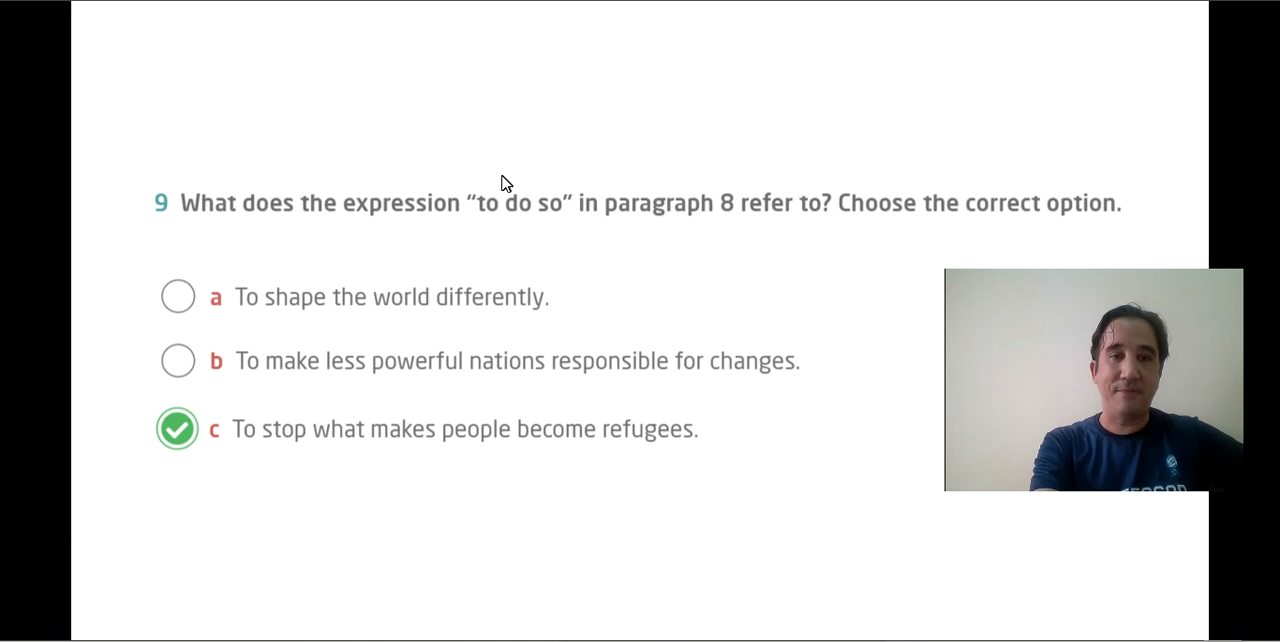 9 What does the expression “to do so” in paragraph 8 refer to? Choose the correct option.
a To shape the world differently.
b To make less powerful nations responsible for changes.
c To stop what makes people become refugees.